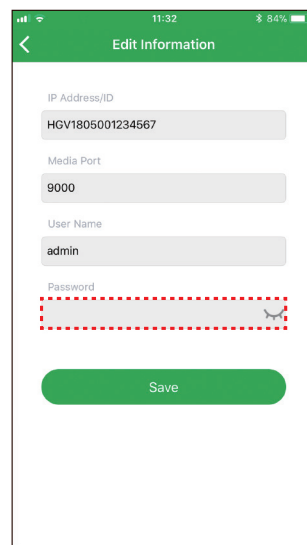 11:32
84%
Edit Information
IP Address/ID
HGV1805001234567
Media Port
9000
User Name
admin
Password
Save